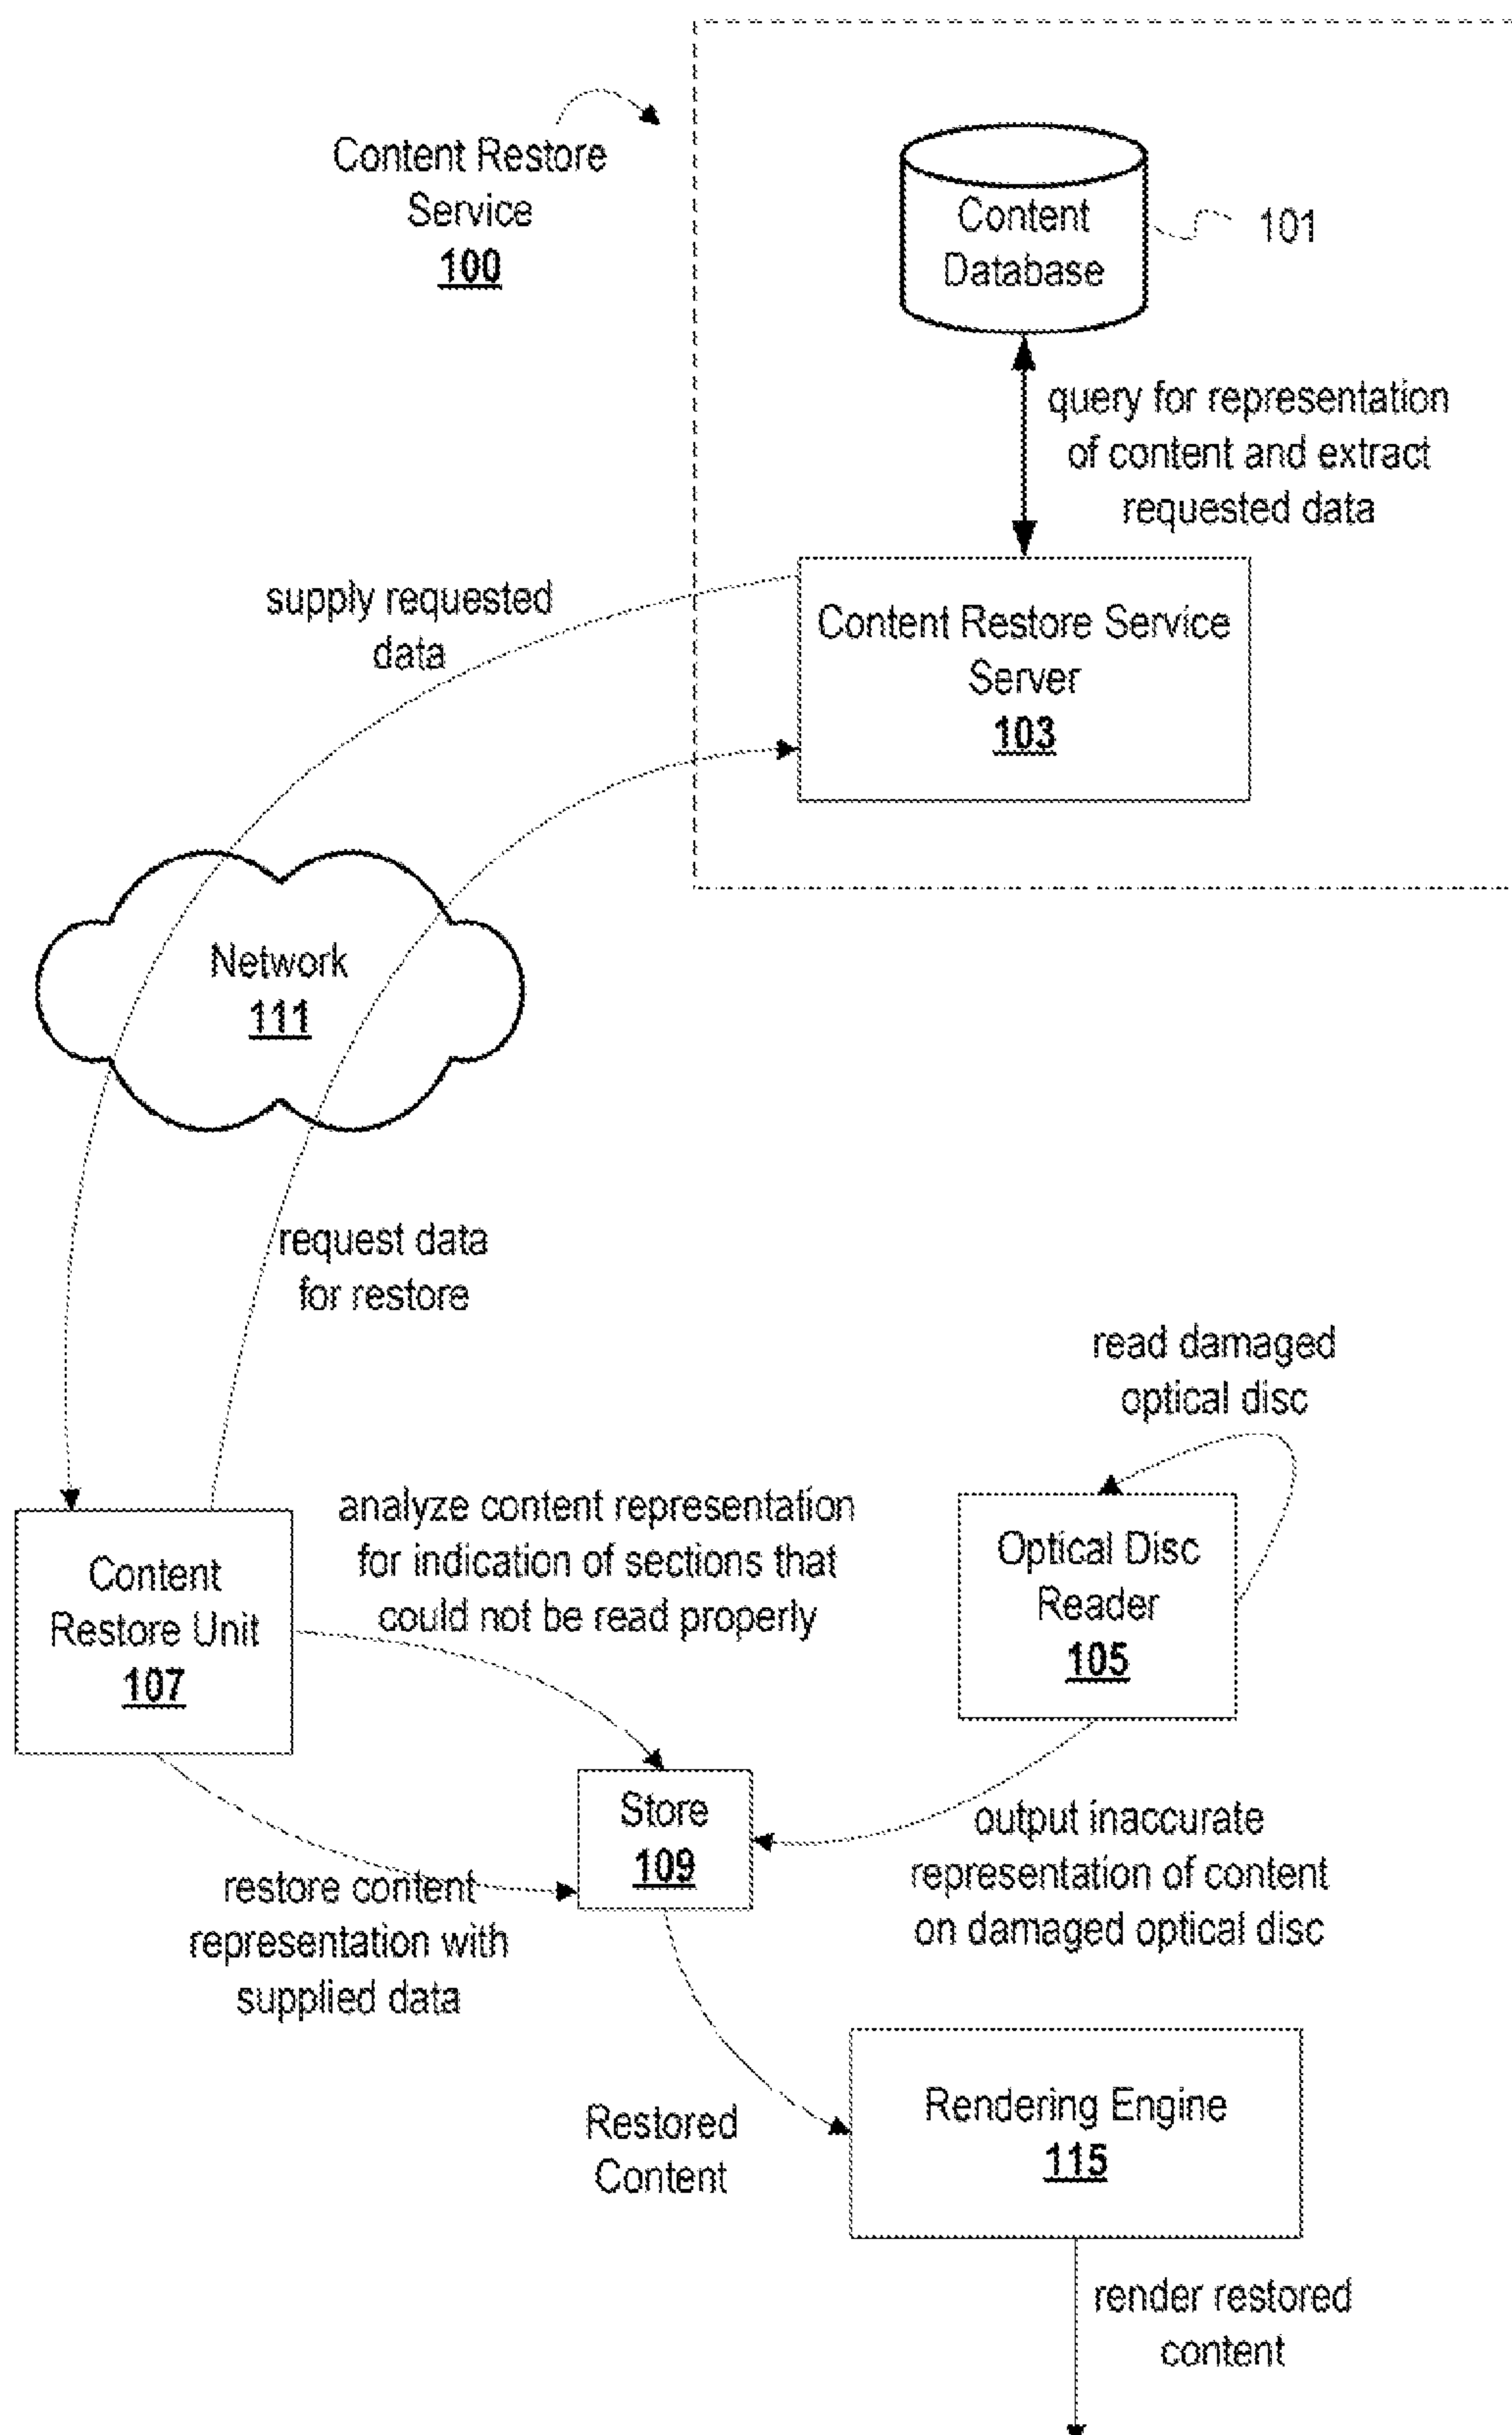 Content Restore
Service
100
Content
Database
101
query for representation
of content and extract
requested data
supply requested
data
Content Restore Service
Server
103
Network
111
request data
for restore
read damaged
optical disc
analyze content representation
for indication of sections that
could not be read properly
Content
Restore Unit
107
Optical Disc
Reader
105
Store
109
output inaccurate
representation of content
on damaged optical disc
restore content
representation with
supplied data
Restored
Content
Rendering Engine
115
render restored
content